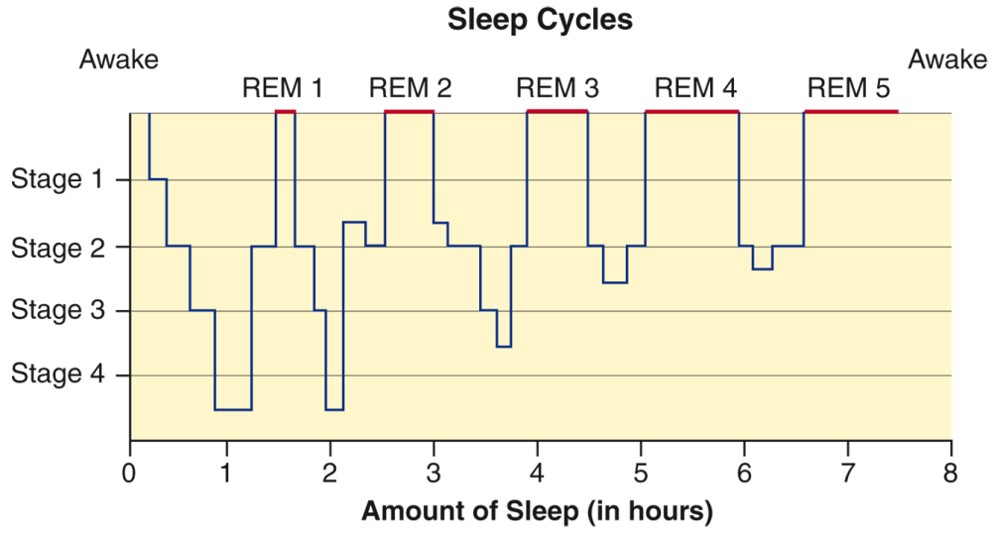 Sleep Cycles
Awake
Awake
REM 1 REM 2 REM 3 REM 4 REM 5
Stage 1
Stage 2
Stage 3
Stage 4
0 1 2 3 4 5 6 7 8
Amount of Sleep (in hours)